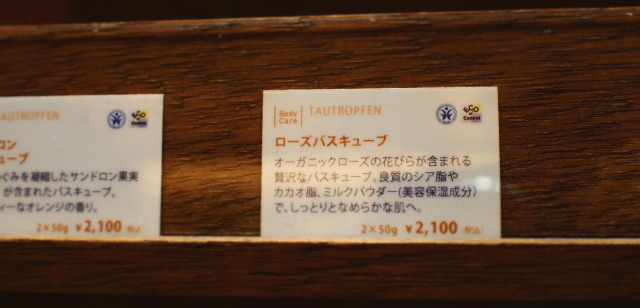 AUTROPFEN
ロン
ューブ
ぐみを凝縮したサンドロン果実
が含まれたバスキューブ。
ィーなオレンジの香り。
2×50g ¥2,100 税込
Body Care
TAUTROPFEN
ローズバスキューブ
オーガニックローズの花びらが含まれる
贅沢なバスキューブ。良質のシア脂や
カカオ脂、ミルクパウダー(美容保湿成分)
で、しっとりとなめらかな肌へ。
2×50g ¥2,100 税込